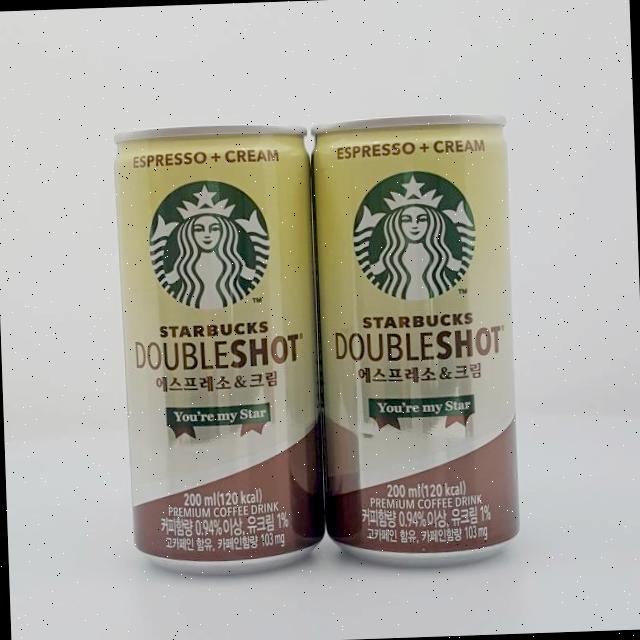 ESPRESSO + CREAM
TM
STARBUCKS
DOUBLESHOT
에스프레소&크림
You're my Star
200 ml(120 kcal)
PREMIUM COFFEE DRINK
커피함량 0.94% 이상, 유크림 1%
고카페인 함유, 카페인함량 103 mg
ESPRESSO + CREAM
TM
STARBUCKS
DOUBLESHOT
에스프레소&크림
You're my Star
200 ml(120 kcal)
PREMIUM COFFEE DRINK
커피함량 0.94% 이상, 유크림 1%
고카페인 함유, 카페인함량 103 mg